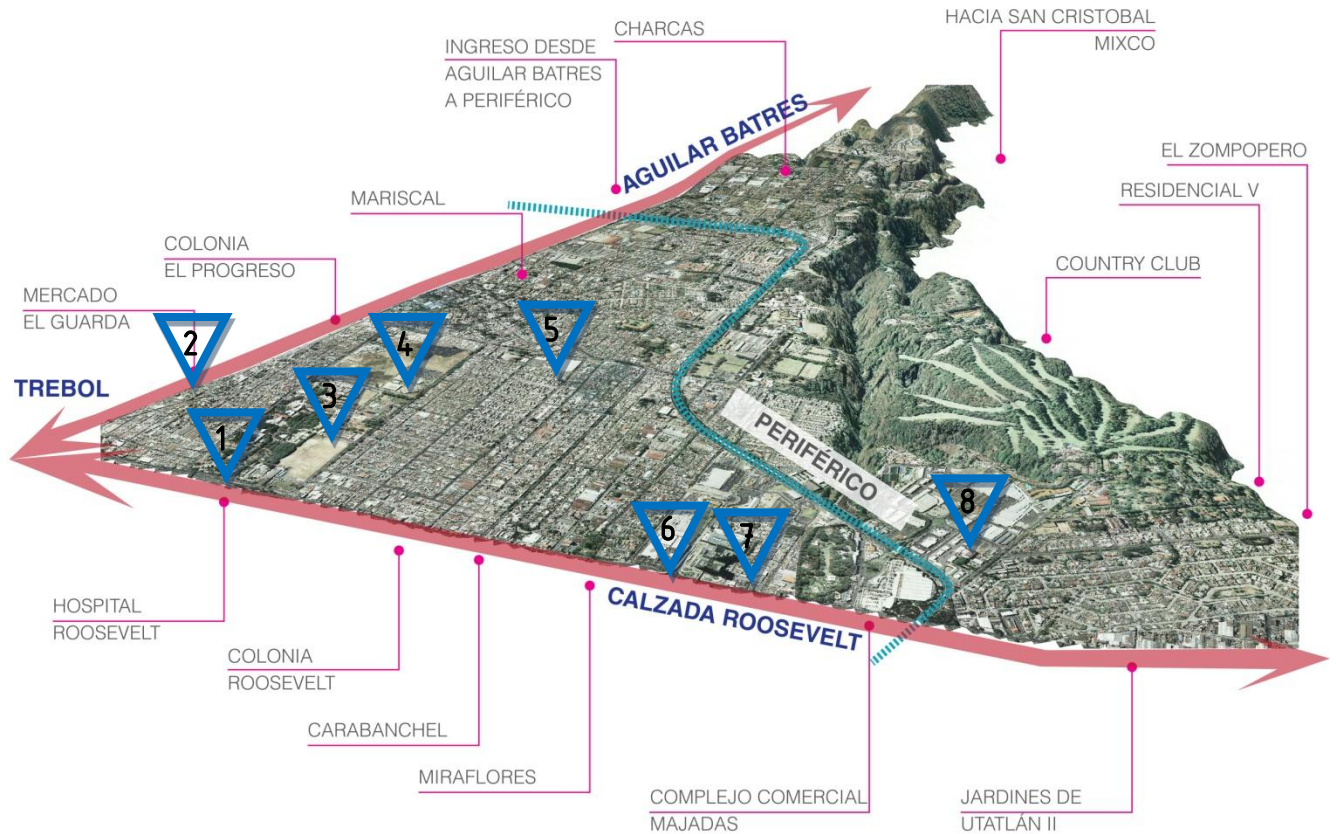 HACIA SAN CRISTOBAL
MIXCO
CHARCAS
INGRESO DESDE
AGUILAR BATRES
A PERIFÉRICO
AGUILAR BATRES
EL ZOMPOPERO
RESIDENCIAL V
MARISCAL
COLONIA
EL PROGRESO
COUNTRY CLUB
MERCADO
EL GUARDA
2
4
5
TREBOL
3
1
PERIFÉRICO
8
6
7
CALZADA ROOSEVELT
HOSPITAL
ROOSEVELT
COLONIA
ROOSEVELT
CARABANCHEL
MIRAFLORES
COMPLEJO COMERCIAL
MAJADAS
JARDINES DE
UTATLÁN II